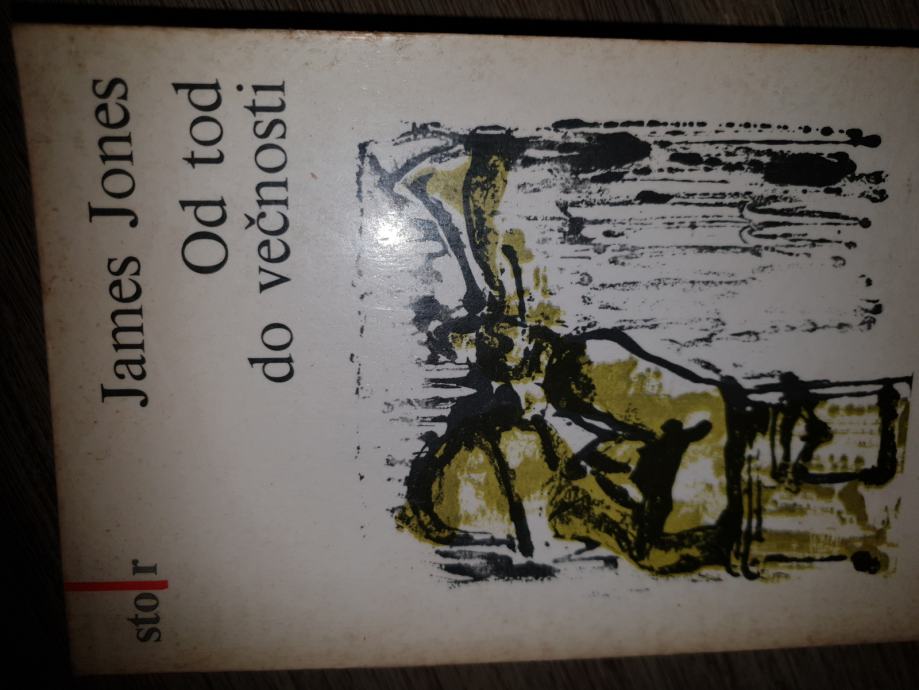 James Jones
Od tod
do večnosti
sto r